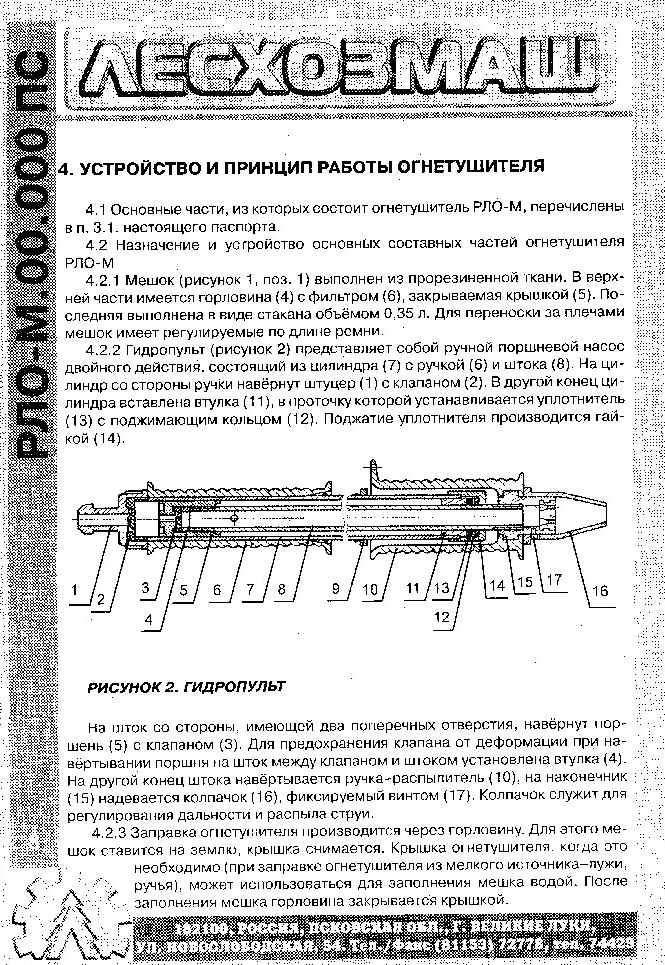 ЛЕСХОЗМАШ
РЛО-М.00.000 ПС
4. УСТРОЙСТВО И ПРИНЦИП РАБОТЫ ОГНЕТУШИТЕЛЯ
4.1 Основные части, из которых состоит огнетушитель РЛО-М, перечислены
в п. 3.1. настоящего паспорта.
4.2 Назначение и устройство основных составных частей огнетушителя
РЛО-М
4.2.1 Мешок (рисунок 1, поз. 1) выполнен из прорезиненной ткани. В верх-
ней части имеется горловина (4) с фильтром (6), закрываемая крышкой (5). По-
следняя выполнена в виде стакана объёмом 0,35 л. Для переноски за плечами
мешок имеет регулируемые по длине ремни.
4.2.2 Гидропульт (рисунок 2) представляет собой ручной поршневой насос
двойного действия, состоящий из цилиндра (7) с ручкой (6) и штока (8). На ци-
линдр со стороны ручки навёрнут штуцер (1) с клапаном (2). В другой конец ци-
линдра вставлена втулка (11), в проточку которой устанавливается уплотнитель
(13) с поджимающим кольцом (12). Поджатие уплотнителя производится гай-
кой (14).
1 2 3 4 5 6 7 8 9 10 11 12 13 14 15 17 16
РИСУНОК 2. ГИДРОПУЛЬТ
На шток со стороны, имеющей два поперечных отверстия, навёрнут пор-
шень (5) с клапаном (3). Для предохранения клапана от деформации при на-
вёртывании поршня на шток между клапаном и штоком установлена втулка (4).
На другой конец штока навёртывается ручка-распылитель (10), на наконечник
(15) надевается колпачок (16), фиксируемый винтом (17). Колпачок служит для
регулирования дальности и распыла струи.
4.2.3 Заправка огнетушителя производится через горловину. Для этого ме-
шок ставится на землю, крышка снимается. Крышка огнетушителя, когда это
необходимо (при заправке огнетушителя из мелкого источника–лужи,
ручья), может использоваться для заполнения мешка водой. После
заполнения мешка горловина закрывается крышкой.
182100, РОССИЯ, ПСКОВСКАЯ ОБЛ., Г. ВЕЛИКИЕ ЛУКИ,
УЛ. НОВОСЛОБОДСКАЯ, Тел./Факс (81153)